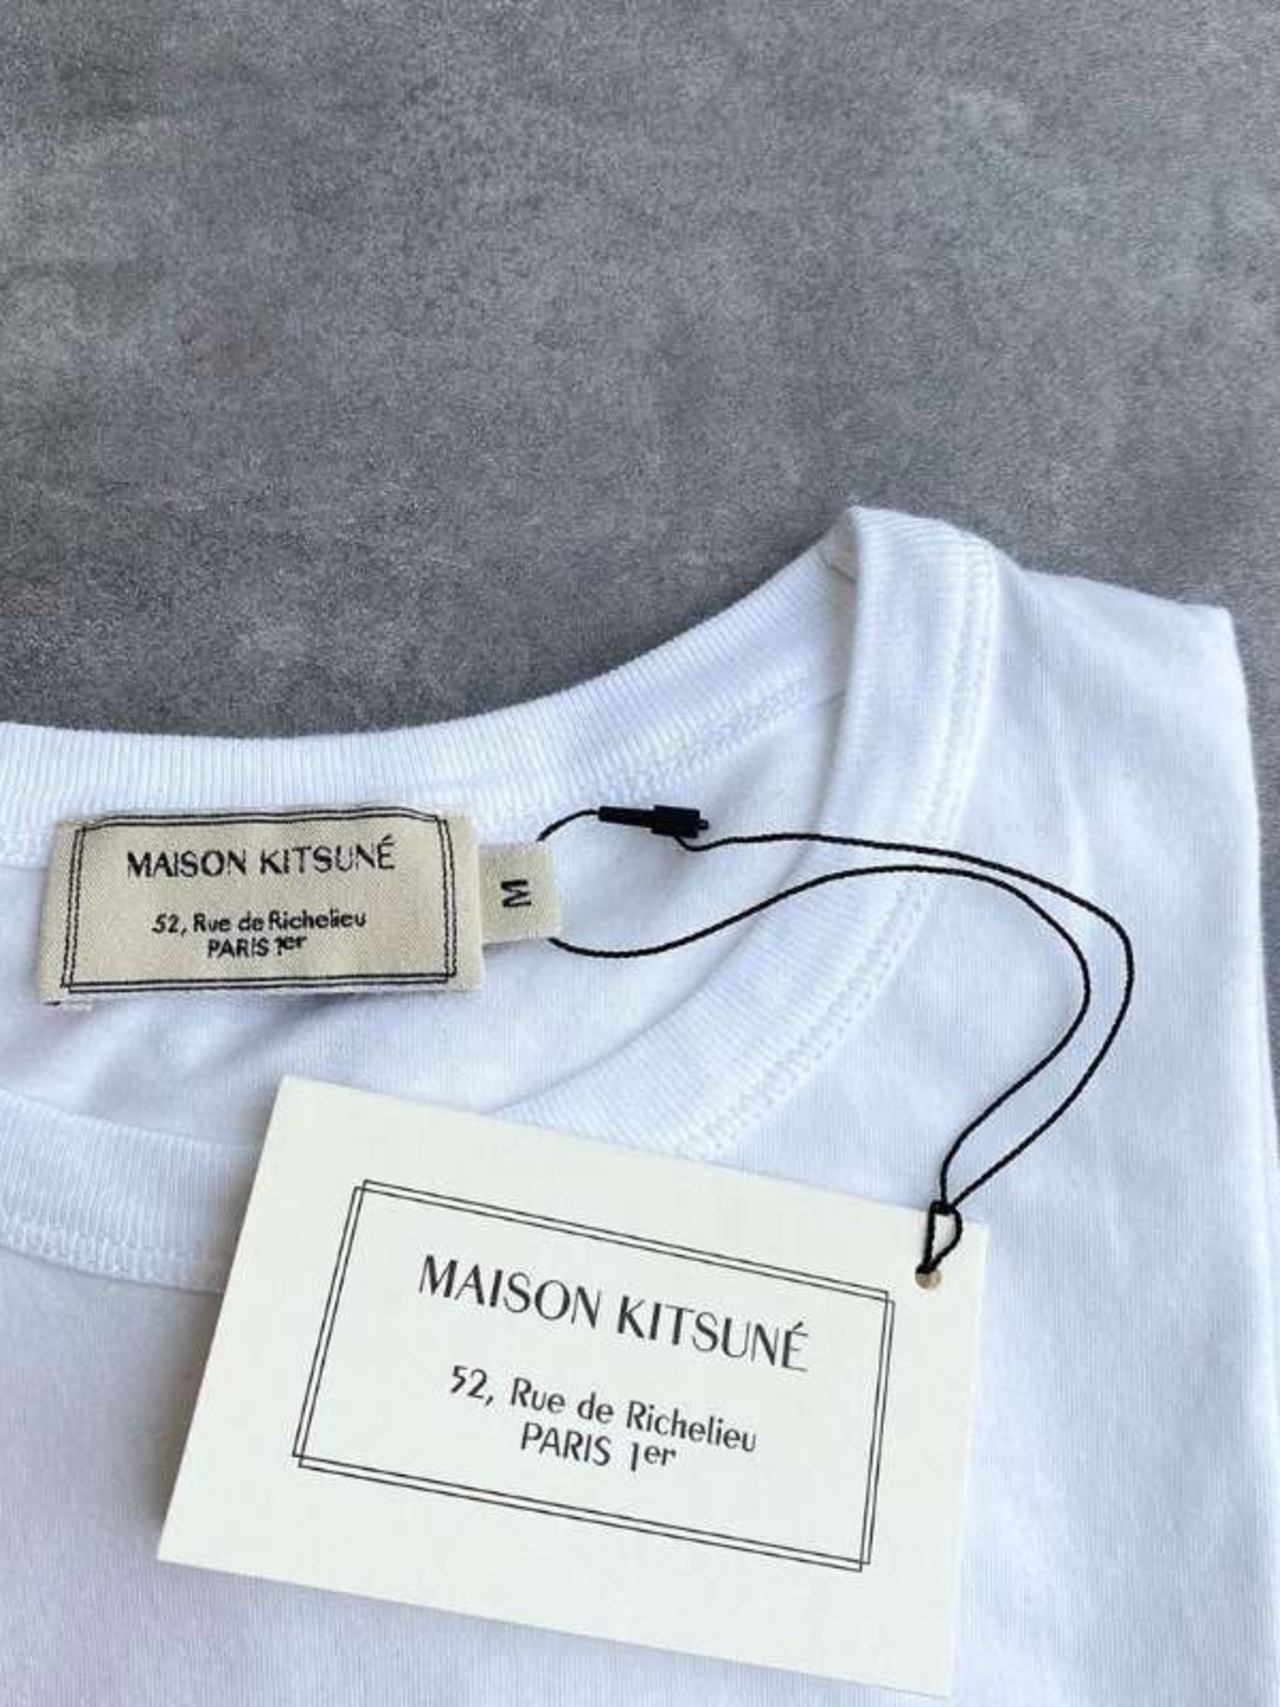 MAISON KITSUNÉ
52, Rue de Richelieu
PARIS 1er
M
MAISON KITSUNÉ
52, Rue de Richelieu
PARIS 1er